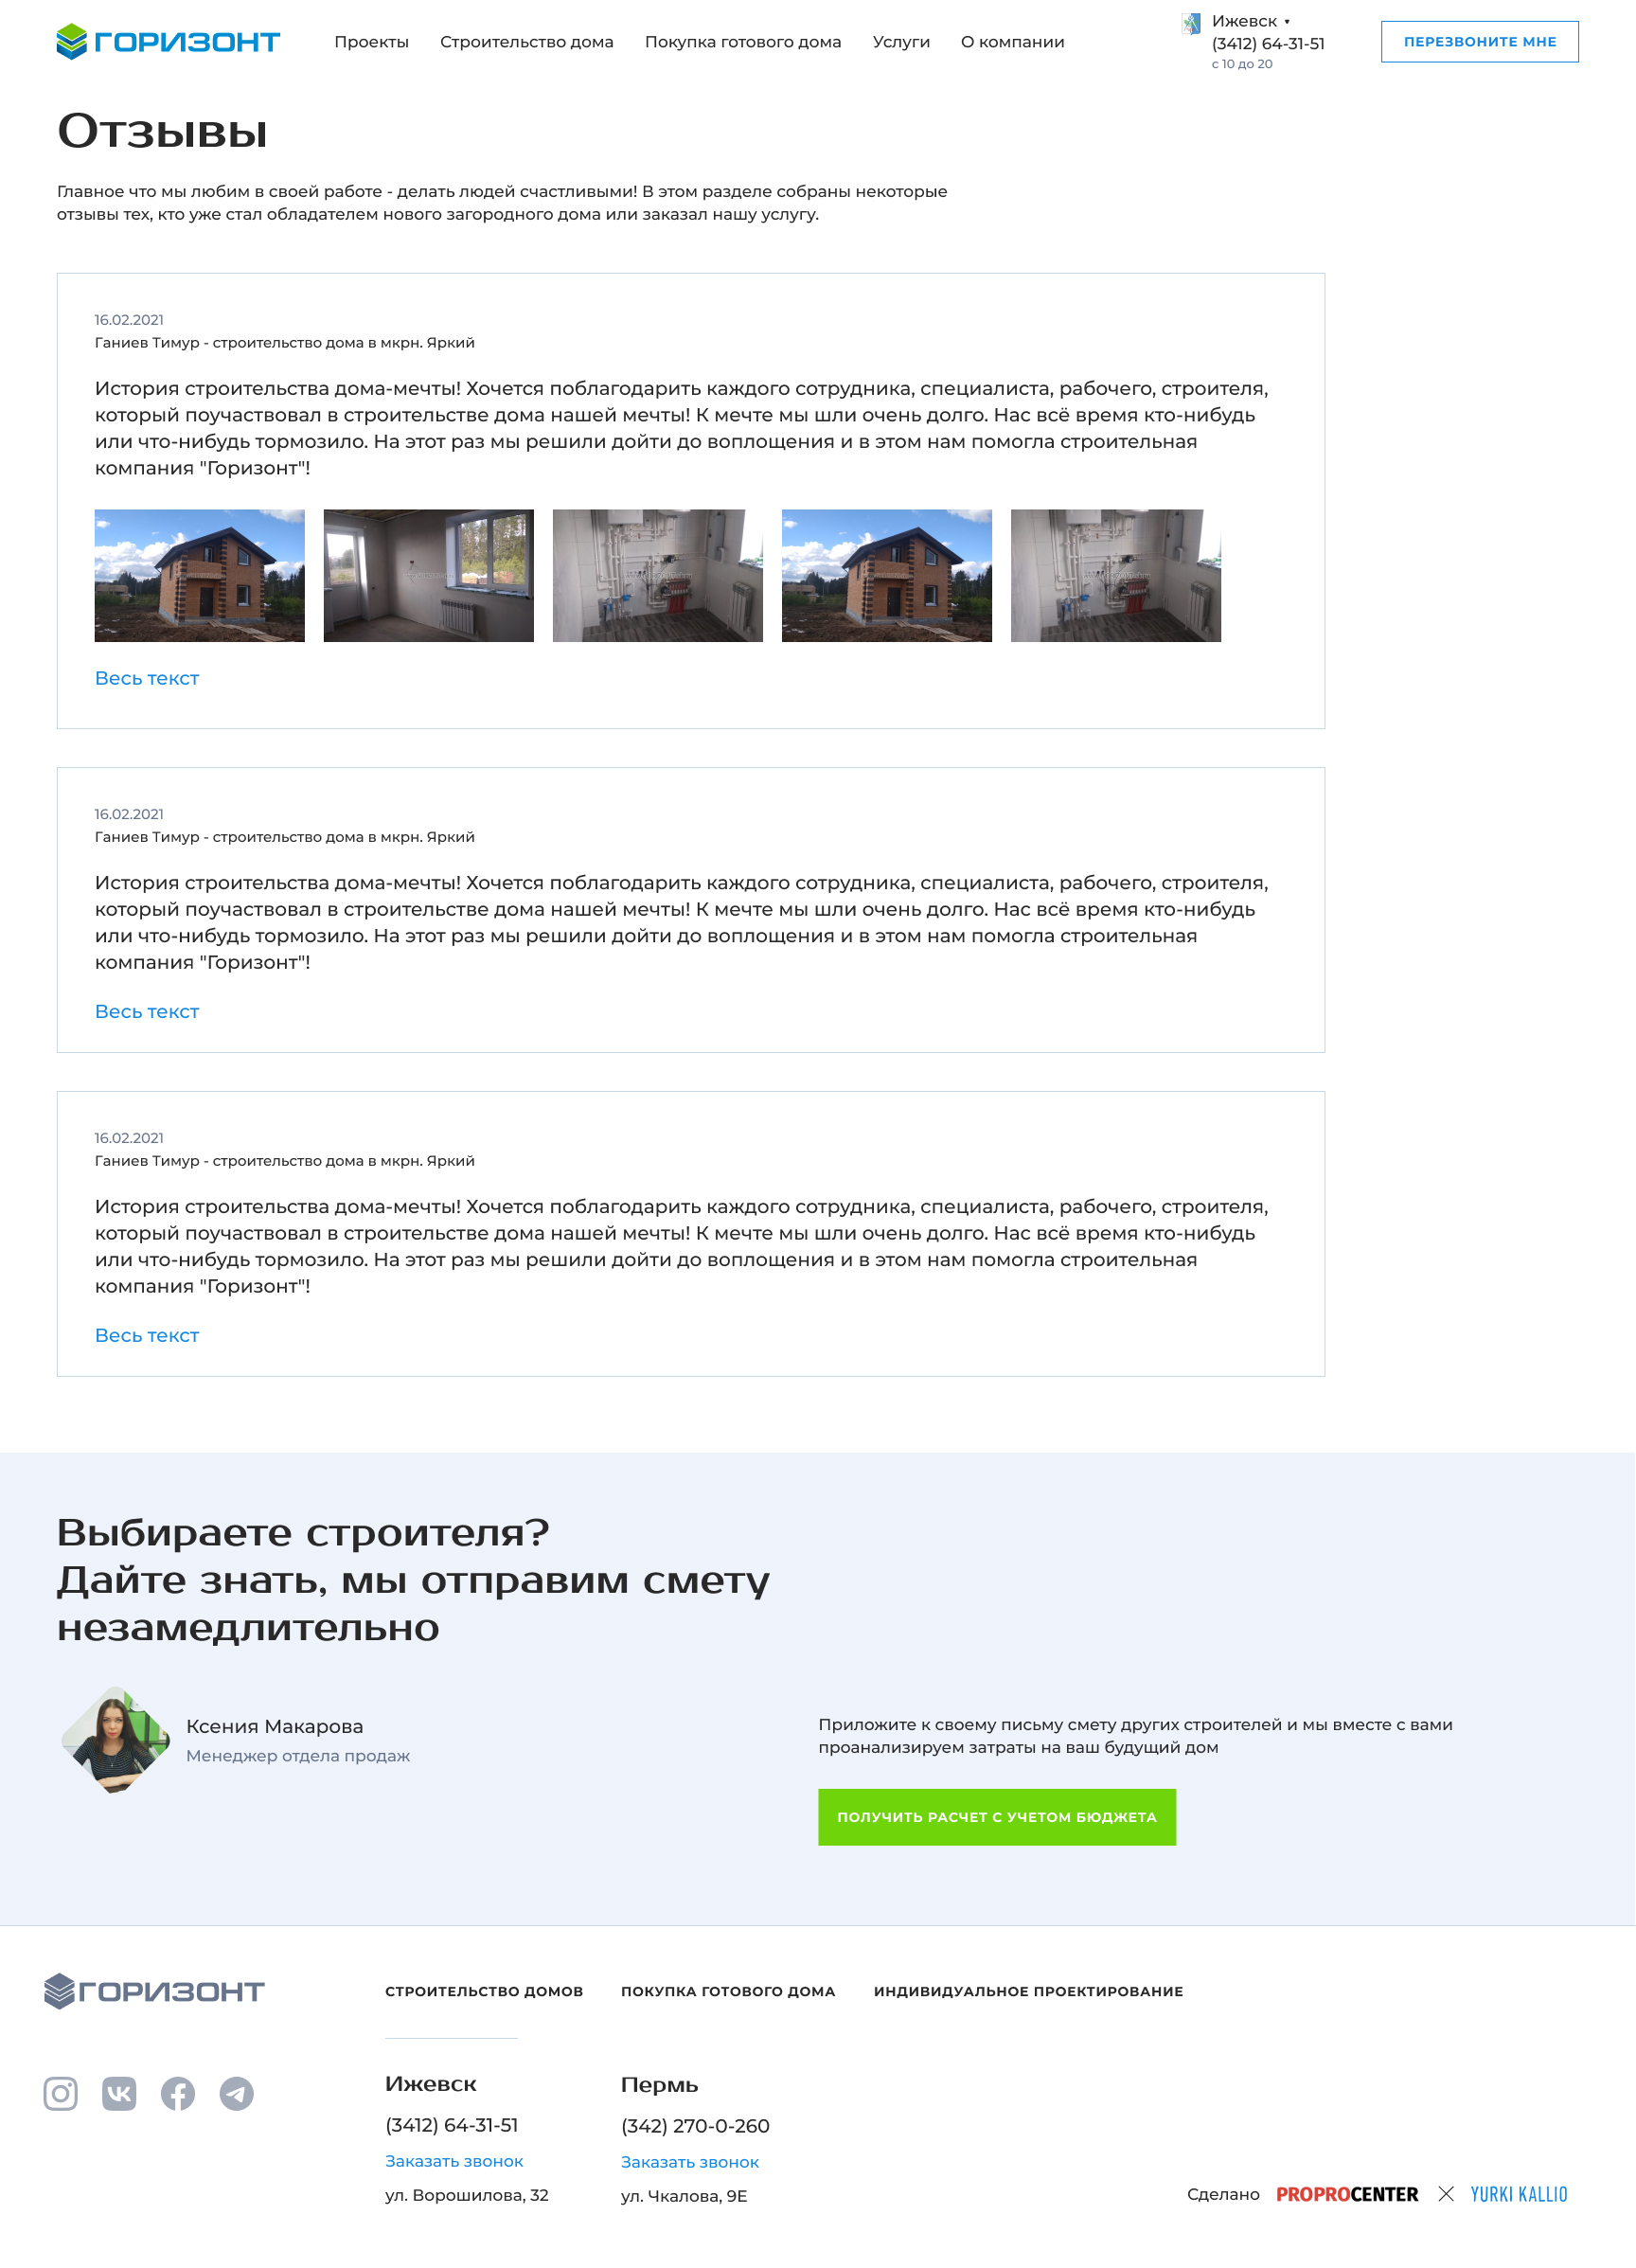 ГОРИЗОНТ
Проекты
Строительство дома
Покупка готового дома
Услуги
О компании
Ижевск
(3412) 64-31-51
с 10 до 20
ПЕРЕЗВОНИТЕ МНЕ
Отзывы
Главное что мы любим в своей работе - делать людей счастливыми! В этом разделе собраны некоторые
отзывы тех, кто уже стал обладателем нового загородного дома или заказал нашу услугу.
16.02.2021
Ганиев Тимур - строительство дома в мкрн. Яркий
История строительства дома-мечты! Хочется поблагодарить каждого сотрудника, специалиста, рабочего, строителя,
который поучаствовал в строительстве дома нашей мечты! К мечте мы шли очень долго. Нас всё время кто-нибудь
или что-нибудь тормозило. На этот раз мы решили дойти до воплощения и в этом нам помогла строительная
компания "Горизонт"!
Весь текст
16.02.2021
Ганиев Тимур - строительство дома в мкрн. Яркий
История строительства дома-мечты! Хочется поблагодарить каждого сотрудника, специалиста, рабочего, строителя,
который поучаствовал в строительстве дома нашей мечты! К мечте мы шли очень долго. Нас всё время кто-нибудь
или что-нибудь тормозило. На этот раз мы решили дойти до воплощения и в этом нам помогла строительная
компания "Горизонт"!
Весь текст
16.02.2021
Ганиев Тимур - строительство дома в мкрн. Яркий
История строительства дома-мечты! Хочется поблагодарить каждого сотрудника, специалиста, рабочего, строителя,
который поучаствовал в строительстве дома нашей мечты! К мечте мы шли очень долго. Нас всё время кто-нибудь
или что-нибудь тормозило. На этот раз мы решили дойти до воплощения и в этом нам помогла строительная
компания "Горизонт"!
Весь текст
Выбираете строителя?
Дайте знать, мы отправим смету
незамедлительно
Ксения Макарова
Менеджер отдела продаж
Приложите к своему письму смету других строителей и мы вместе с вами
проанализируем затраты на ваш будущий дом
ПОЛУЧИТЬ РАСЧЕТ С УЧЕТОМ БЮДЖЕТА
ГОРИЗОНТ
СТРОИТЕЛЬСТВО ДОМОВ
ПОКУПКА ГОТОВОГО ДОМА
ИНДИВИДУАЛЬНОЕ ПРОЕКТИРОВАНИЕ
Ижевск
(3412) 64-31-51
Заказать звонок
ул. Ворошилова, 32
Пермь
(342) 270-0-260
Заказать звонок
ул. Чкалова, 9Е
Сделано
PROPROCENTER
YURKI KALLIO